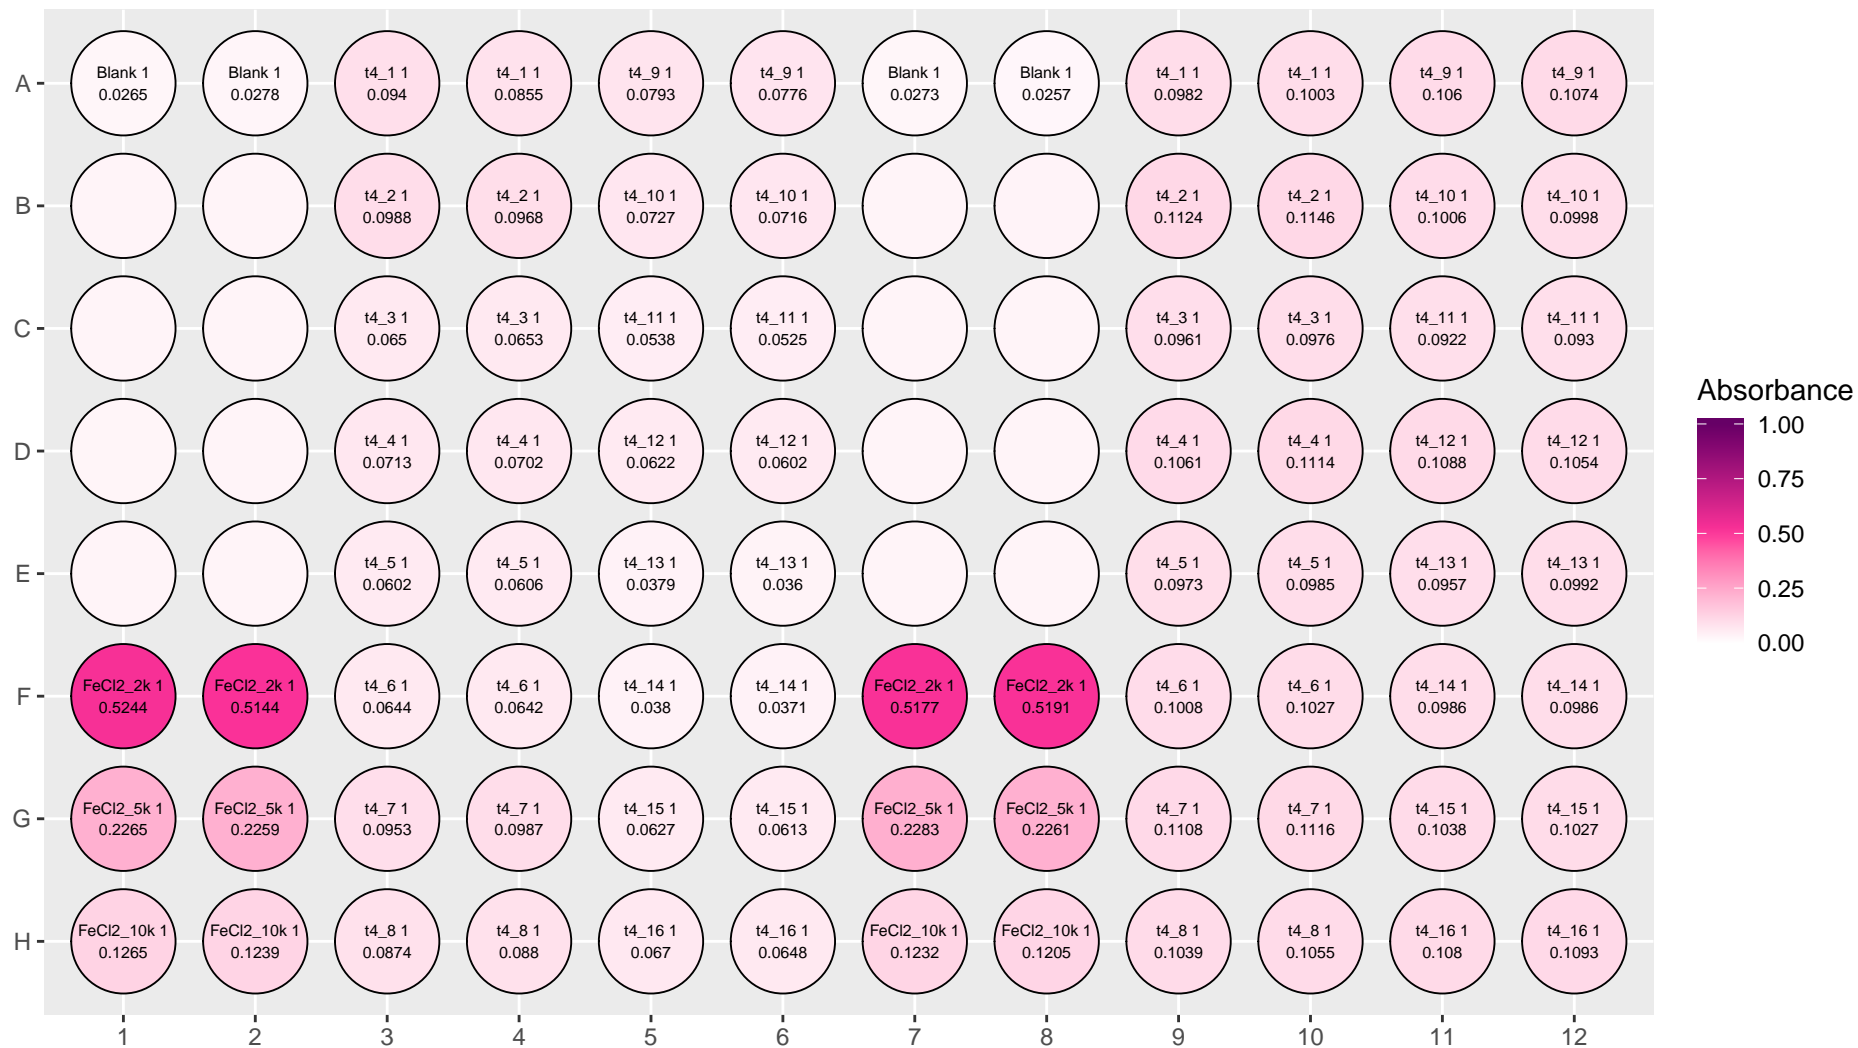 A
Blank 1
0.0265
Blank 1
0.0278
t4_1 1
0.094
t4_1 1
0.0855
t4_9 1
0.0793
t4_9 1
0.0776
Blank 1
0.0273
Blank 1
0.0257
t4_1 1
0.0982
t4_1 1
0.1003
t4_9 1
0.106
t4_9 1
0.1074
B
t4_2 1
0.0988
t4_2 1
0.0968
t4_10 1
0.0727
t4_10 1
0.0716
t4_2 1
0.1124
t4_2 1
0.1146
t4_10 1
0.1006
t4_10 1
0.0998
C
t4_3 1
0.065
t4_3 1
0.0653
t4_11 1
0.0538
t4_11 1
0.0525
t4_3 1
0.0961
t4_3 1
0.0976
t4_11 1
0.0922
t4_11 1
0.093
D
t4_4 1
0.0713
t4_4 1
0.0702
t4_12 1
0.0622
t4_12 1
0.0602
t4_4 1
0.1061
t4_4 1
0.1114
t4_12 1
0.1088
t4_12 1
0.1054
E
t4_5 1
0.0602
t4_5 1
0.0606
t4_13 1
0.0379
t4_13 1
0.036
t4_5 1
0.0973
t4_5 1
0.0985
t4_13 1
0.0957
t4_13 1
0.0992
F
FeCl2_2k 1
0.5244
FeCl2_2k 1
0.5144
t4_6 1
0.0644
t4_6 1
0.0642
t4_14 1
0.038
t4_14 1
0.0371
FeCl2_2k 1
0.5177
FeCl2_2k 1
0.5191
t4_6 1
0.1008
t4_6 1
0.1027
t4_14 1
0.0986
t4_14 1
0.0986
G
FeCl2_5k 1
0.2265
FeCl2_5k 1
0.2259
t4_7 1
0.0953
t4_7 1
0.0987
t4_15 1
0.0627
t4_15 1
0.0613
FeCl2_5k 1
0.2283
FeCl2_5k 1
0.2261
t4_7 1
0.1108
t4_7 1
0.1116
t4_15 1
0.1038
t4_15 1
0.1027
H
FeCl2_10k 1
0.1265
FeCl2_10k 1
0.1239
t4_8 1
0.0874
t4_8 1
0.088
t4_16 1
0.067
t4_16 1
0.0648
FeCl2_10k 1
0.1232
FeCl2_10k 1
0.1205
t4_8 1
0.1039
t4_8 1
0.1055
t4_16 1
0.108
t4_16 1
0.1093
1 2 3 4 5 6 7 8 9 10 11 12
Absorbance
1.00
0.75
0.50
0.25
0.00